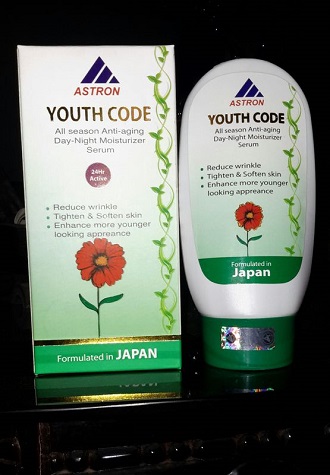 ASTRON
YOUTH CODE
All season Anti-aging
Day-Night Moisturizer
Serum
24Hr
Active
• Reduce wrinkle
• Tighten & Soften skin
• Enhance more younger
looking appreance
Formulated in JAPAN
ASTRON
YOUTH CODE
All season Anti-aging
Day-Night Moisturizer
Serum
• Reduce wrinkle
• Tighten & Soften skin
• Enhance more younger
looking appreance
Formulated in
Japan